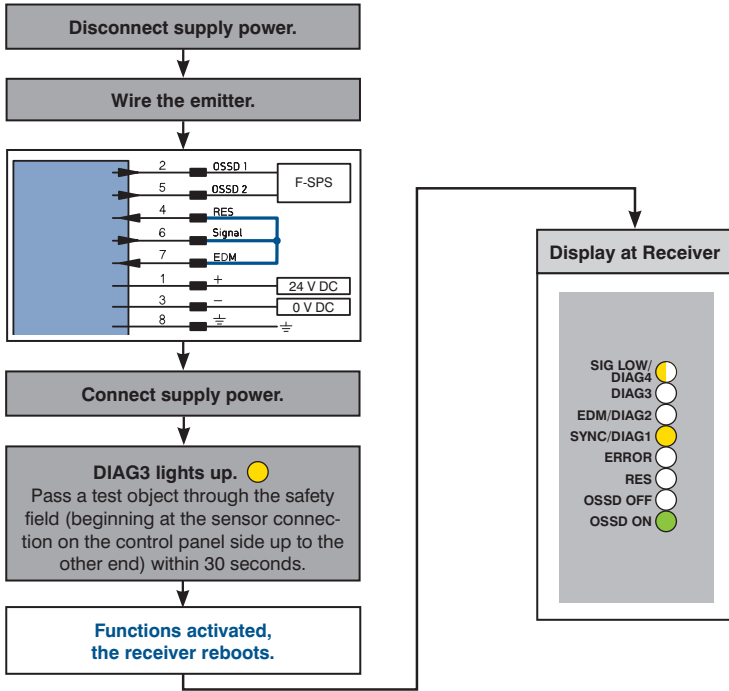 Disconnect supply power.
Wire the emitter.
2 OSSD 1
F-SPS
5 OSSD 2
4 RES
6 Signal
7 EDM
1 +
24 V DC
3 –
0 V DC
8
Connect supply power.
DIAG3 lights up.
Pass a test object through the safety
field (beginning at the sensor connec-
tion on the control panel side up to the
other end) within 30 seconds.
Functions activated,
the receiver reboots.
Display at Receiver
SIG LOW/
DIAG4
DIAG3
EDM/DIAG2
SYNC/DIAG1
ERROR
RES
OSSD OFF
OSSD ON